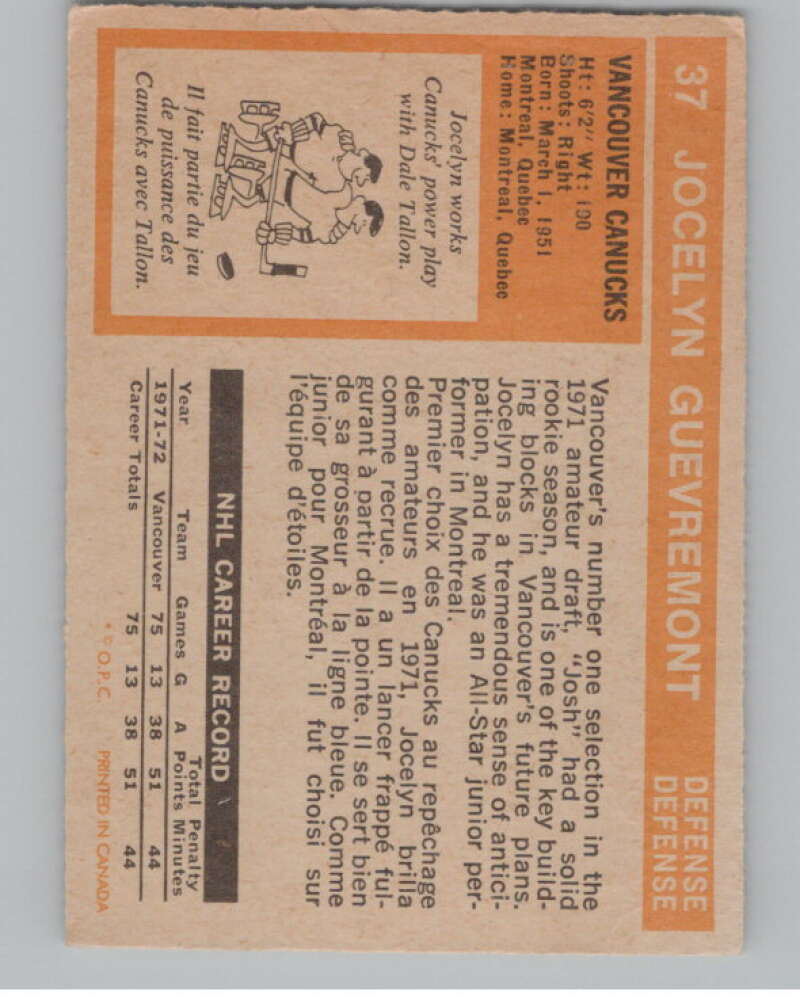 37 JOCELYN GUEVREMONT DEFENSE
DEFENSE
VANCOUVER CANUCKS
Ht: 6'2" Wt: 190
Shoots: Right
Born: March 1, 1951
Montreal, Quebec
Home: Montreal, Quebec
Jocelyn works
Canucks' power play
with Dale Tallon.
Il fait partie du jeu
de puissance des
Canucks avec Tallon.
Vancouver's number one selection in the
1971 amateur draft, "Josh" had a solid
rookie season, and is one of the key build-
ing blocks in Vancouver's future plans.
Jocelyn has a tremendous sense of antici-
pation, and he was an All-Star junior per-
former in Montreal.
Premier choix des Canucks au repêchage
des amateurs en 1971, Jocelyn brilla
comme recrue. Il a un lancer frappé ful-
gurant à partir de la pointe. Il se sert bien
de sa grosseur à la ligne bleue. Comme
junior pour Montréal, il fut choisi sur
l'équipe d'étoiles.
NHL CAREER RECORD
Total Penalty
Year Team Games G A Points Minutes
1971-72 Vancouver 75 13 38 51 44
Career Totals 75 13 38 51 44
* © O.P.C. PRINTED IN CANADA